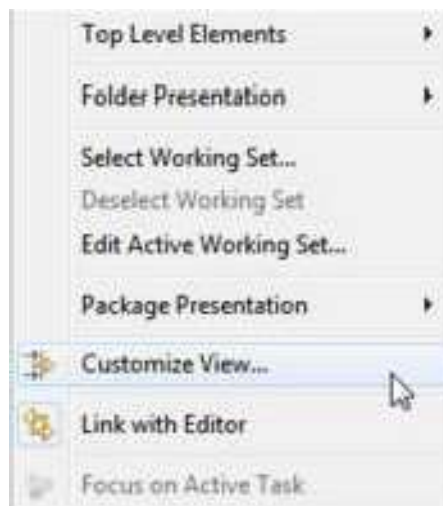 Top Level Elements
Folder Presentation
Select Working Set...
Deselect Working Set
Edit Active Working Set...
Package Presentation
Customize View...
Link with Editor
Focus on Active Task